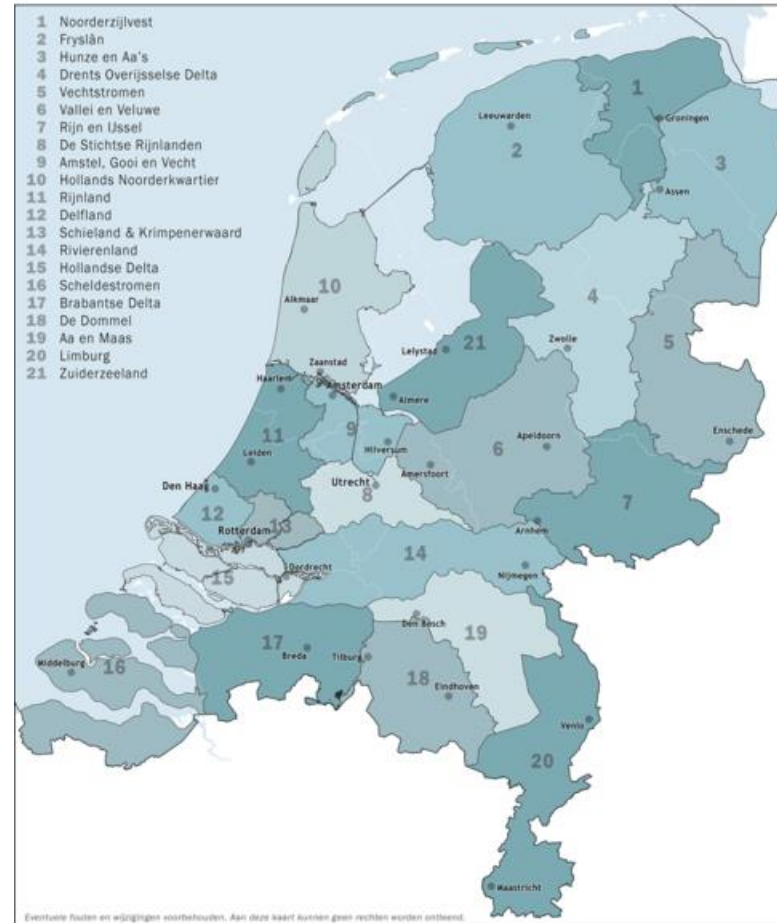 1 Noorderzijlvest
2 Fryslân
3 Hunze en Aa's
4 Drents Overijsselse Delta
5 Vechtstromen
6 Vallei en Veluwe
7 Rijn en IJssel
8 De Stichtse Rijnlanden
9 Amstel, Gooi en Vecht
10 Hollands Noorderkwartier
11 Rijnland
12 Delfland
13 Schieland & Krimpenerwaard
14 Rivierenland
15 Hollandse Delta
16 Scheldestromen
17 Brabantse Delta
18 De Dommel
19 Aa en Maas
20 Limburg
21 Zuiderzeeland
1
Leeuwarden
Groningen
2
3
Assen
10
Alkmaar
4
Zwolle
5
Lelystad
21
Zaanstad
Haarlem
Amsterdam
Almere
9
Hilversum
11
Leiden
6
Apeldoorn
Enschede
Amersfoort
Utrecht
8
Den Haag
12
Rotterdam
13
7
Arnhem
14
Nijmegen
15
Dordrecht
Den Bosch
19
17
Breda
Tilburg
16
Middelburg
18
Eindhoven
Venlo
20
Maastricht
Eventuele fouten en wijzigingen voorbehouden. Aan deze kaart kunnen geen rechten worden ontleend.